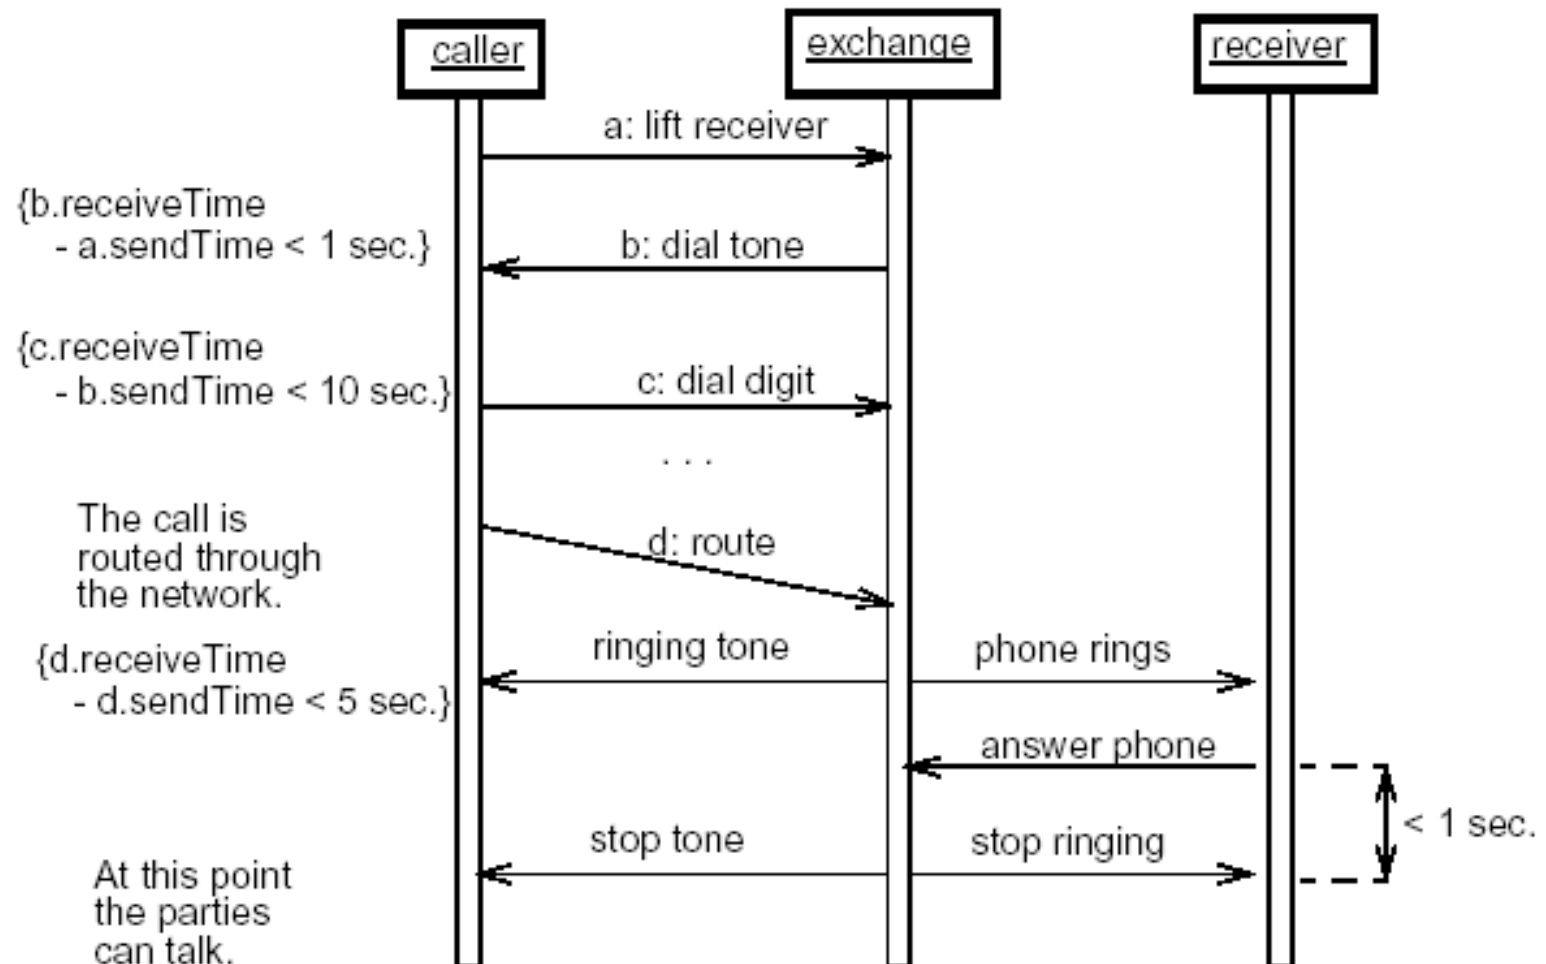 caller
exchange
receiver
a: lift receiver
{b.receiveTime
- a.sendTime < 1 sec.}
b: dial tone
{c.receiveTime
- b.sendTime < 10 sec.}
c: dial digit
. . .
The call is
routed through
the network.
d: route
{d.receiveTime
- d.sendTime < 5 sec.}
ringing tone
phone rings
answer phone
< 1 sec.
stop tone
stop ringing
At this point
the parties
can talk.